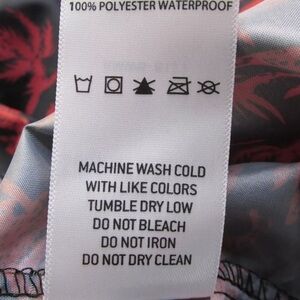 100% POLYESTER WATERPROOF
MACHINE WASH COLD
WITH LIKE COLORS
TUMBLE DRY LOW
DO NOT BLEACH
DO NOT IRON
DO NOT DRY CLEAN